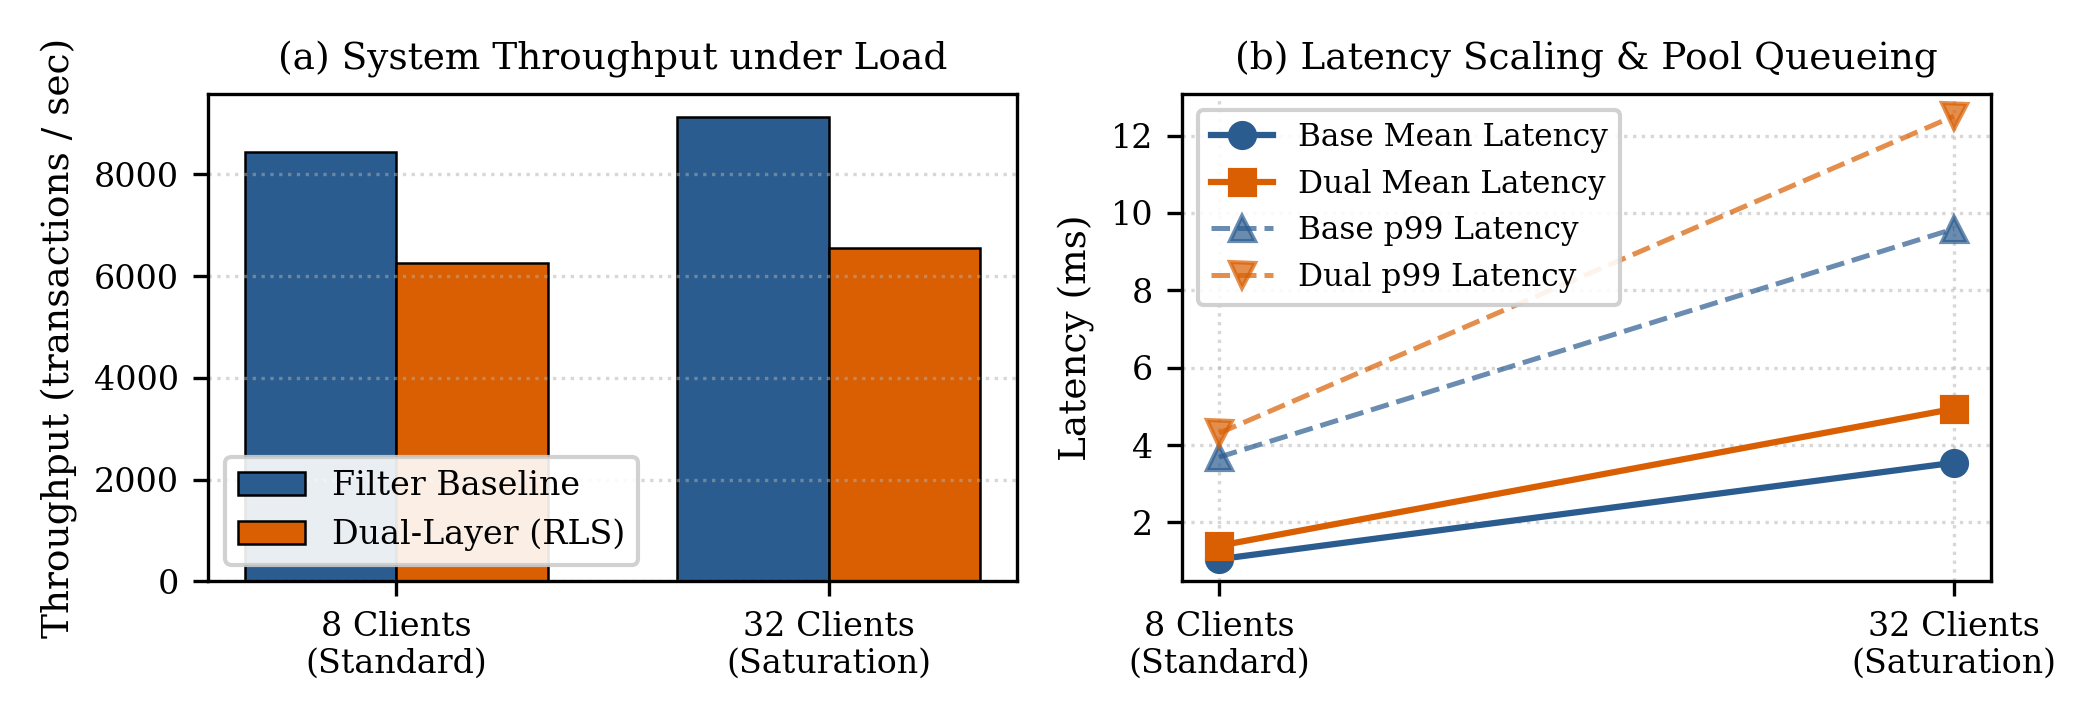 (a) System Throughput under Load
Throughput (transactions / sec)
8000
6000
4000
2000
0
Filter Baseline
Dual-Layer (RLS)
8 Clients
(Standard)
32 Clients
(Saturation)
(b) Latency Scaling & Pool Queueing
Latency (ms)
12
10
8
6
4
2
Base Mean Latency
Dual Mean Latency
Base p99 Latency
Dual p99 Latency
8 Clients
(Standard)
32 Clients
(Saturation)